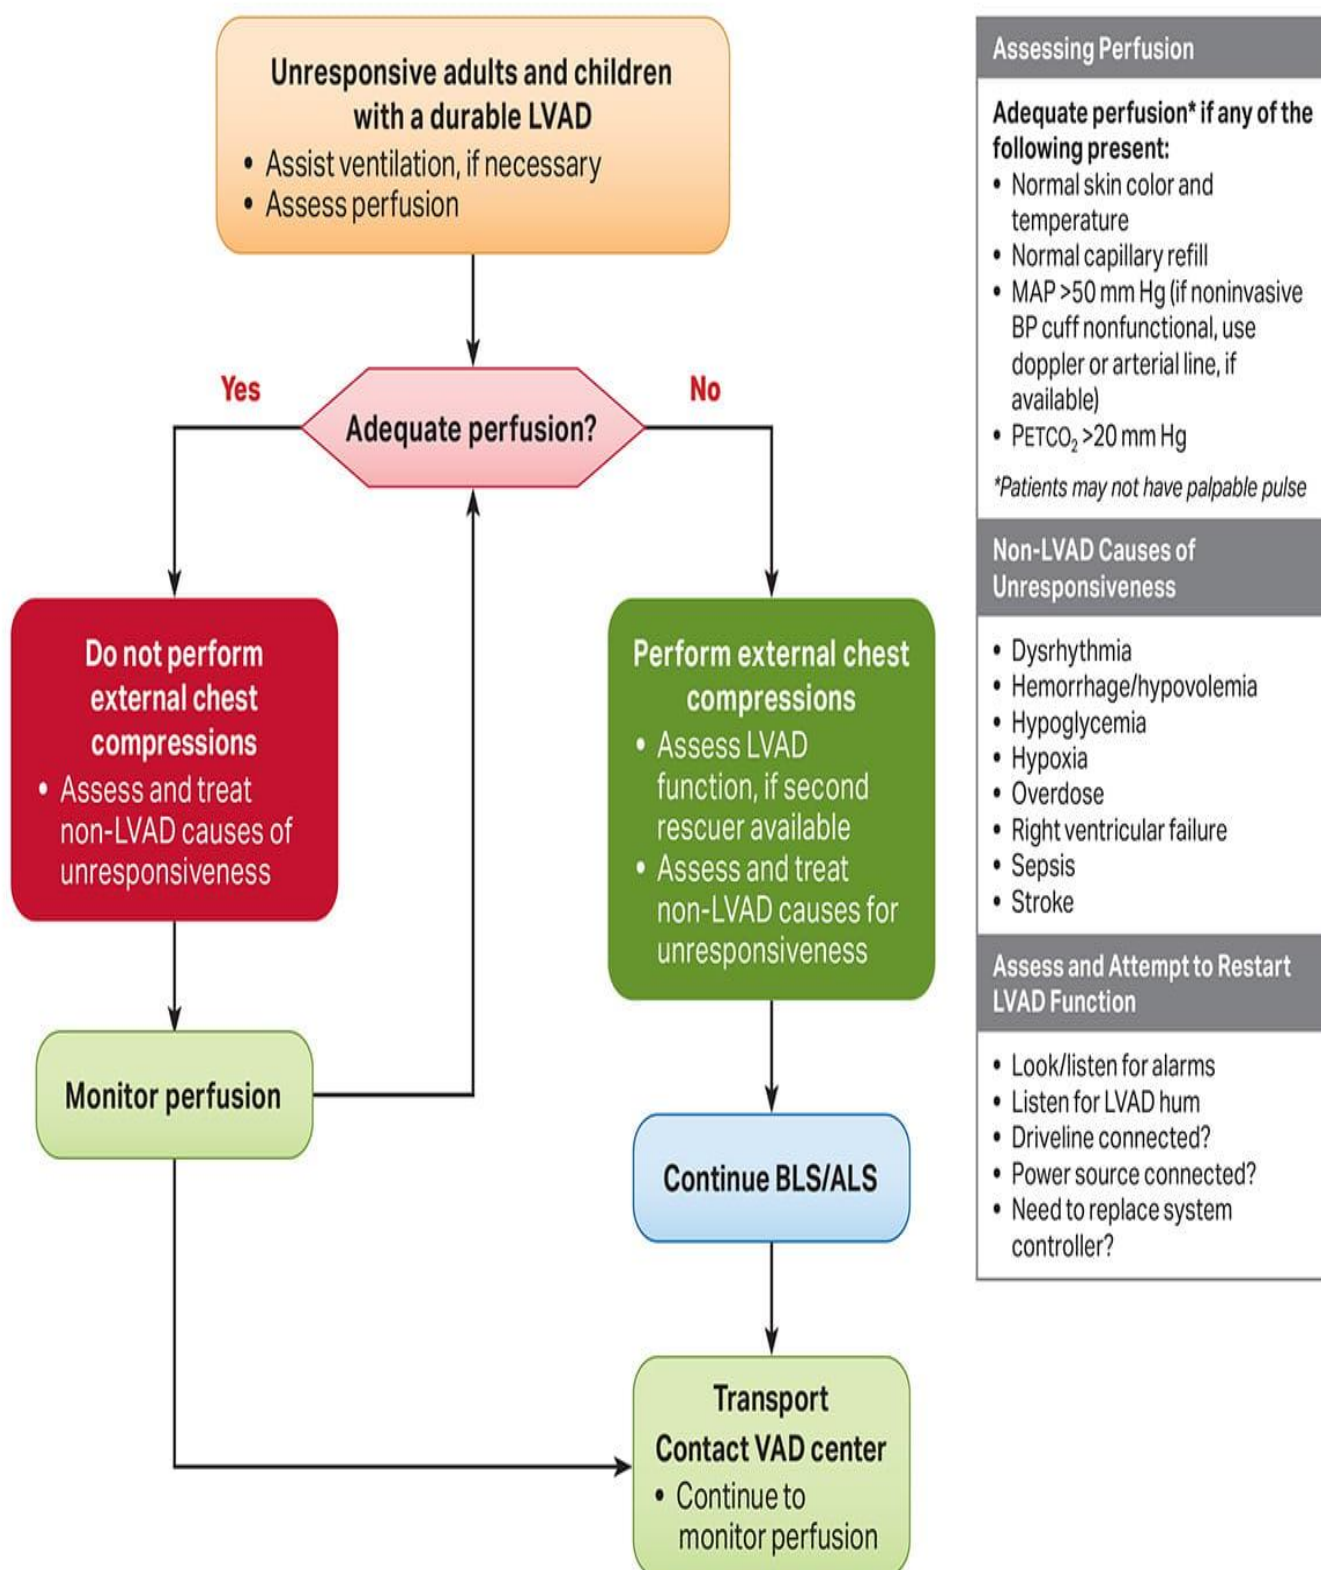 Unresponsive adults and children
with a durable LVAD
• Assist ventilation, if necessary
• Assess perfusion
Yes
No
Adequate perfusion?
Do not perform
external chest
compressions
• Assess and treat
non-LVAD causes of
unresponsiveness
Perform external chest
compressions
• Assess LVAD
function, if second
rescuer available
• Assess and treat
non-LVAD causes for
unresponsiveness
Monitor perfusion
Continue BLS/ALS
Transport
Contact VAD center
• Continue to
monitor perfusion
Assessing Perfusion
Adequate perfusion* if any of the
following present:
• Normal skin color and
temperature
• Normal capillary refill
• MAP >50 mm Hg (if noninvasive
BP cuff nonfunctional, use
doppler or arterial line, if
available)
• PETCO₂ >20 mm Hg
*Patients may not have palpable pulse
Non-LVAD Causes of
Unresponsiveness
• Dysrhythmia
• Hemorrhage/hypovolemia
• Hypoglycemia
• Hypoxia
• Overdose
• Right ventricular failure
• Sepsis
• Stroke
Assess and Attempt to Restart
LVAD Function
• Look/listen for alarms
• Listen for LVAD hum
• Driveline connected?
• Power source connected?
• Need to replace system
controller?